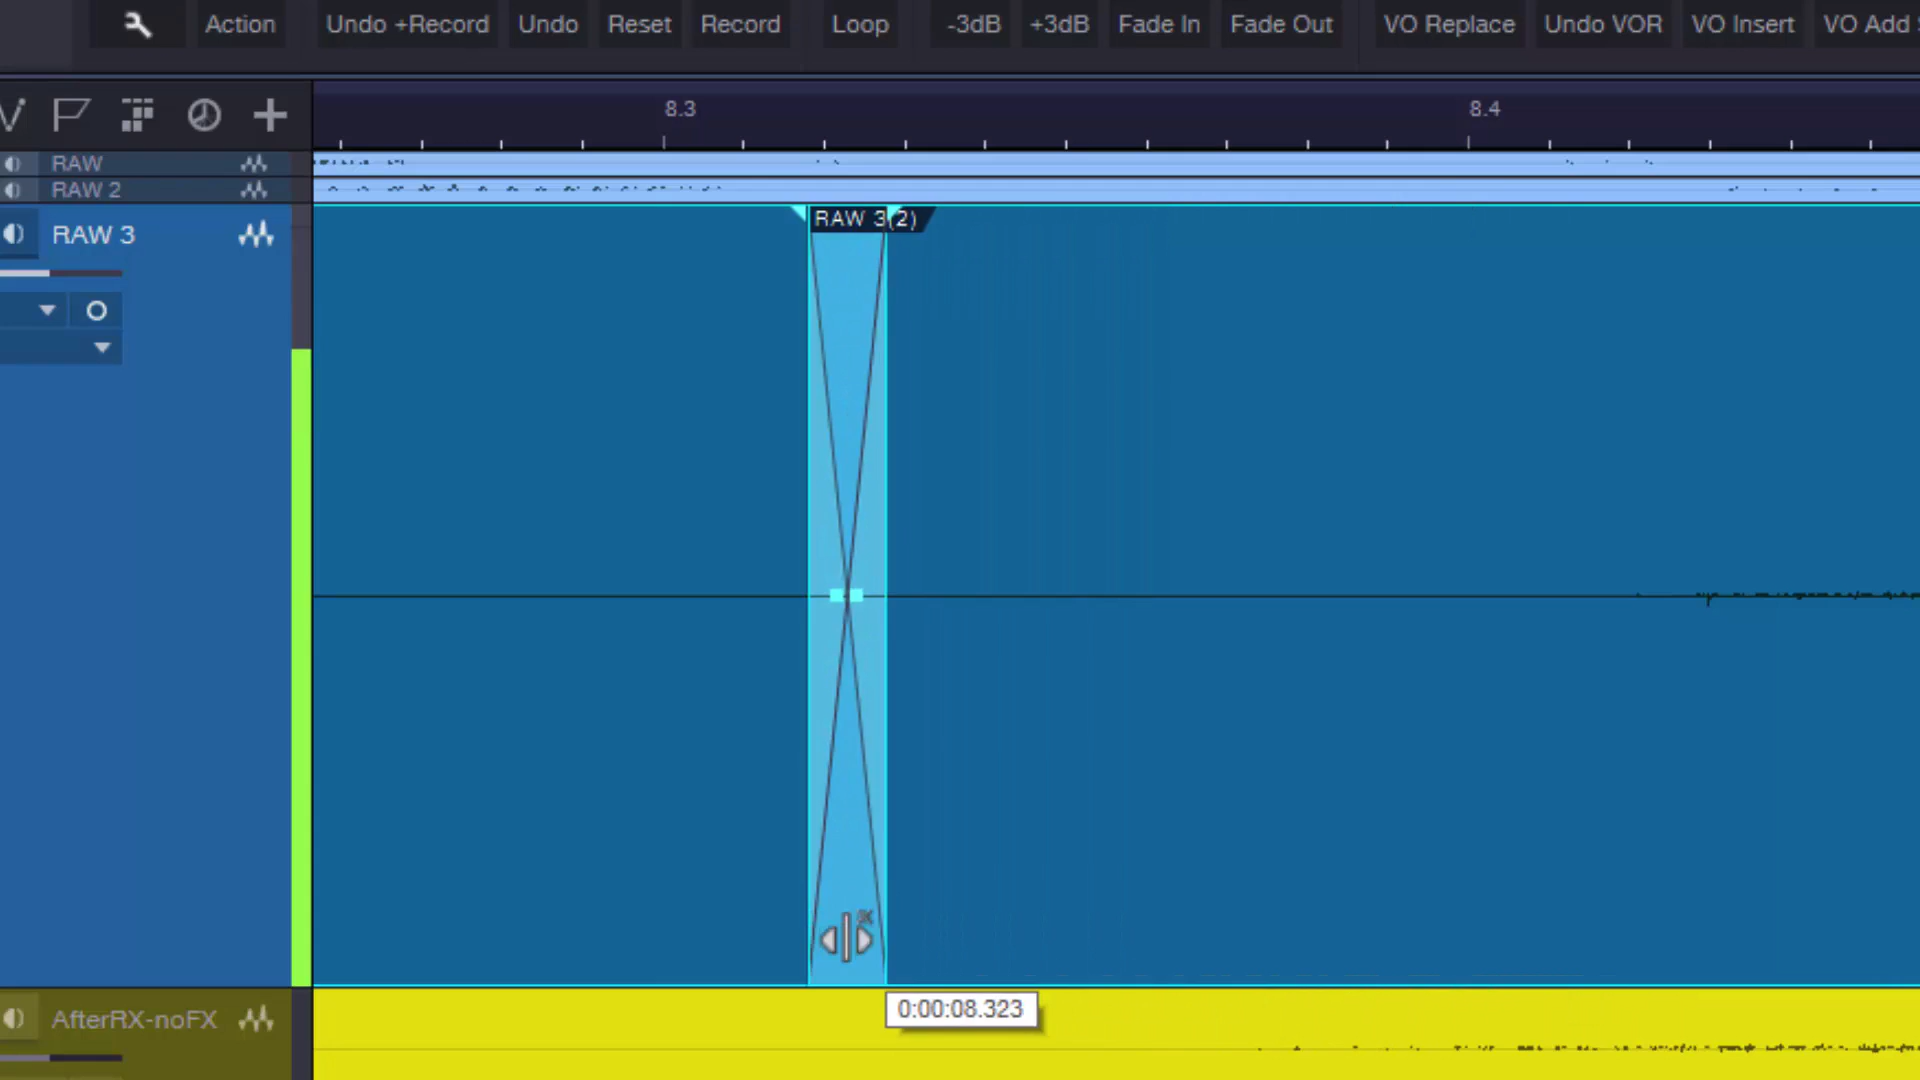 Action Undo +Record Undo Reset Record Loop -3dB +3dB Fade In Fade Out VO Replace Undo VOR VO Insert VO Add
8.3 8.4
RAW
RAW 2
RAW 3
RAW 3(2)
0:00:08.323
AfterRX-noFX